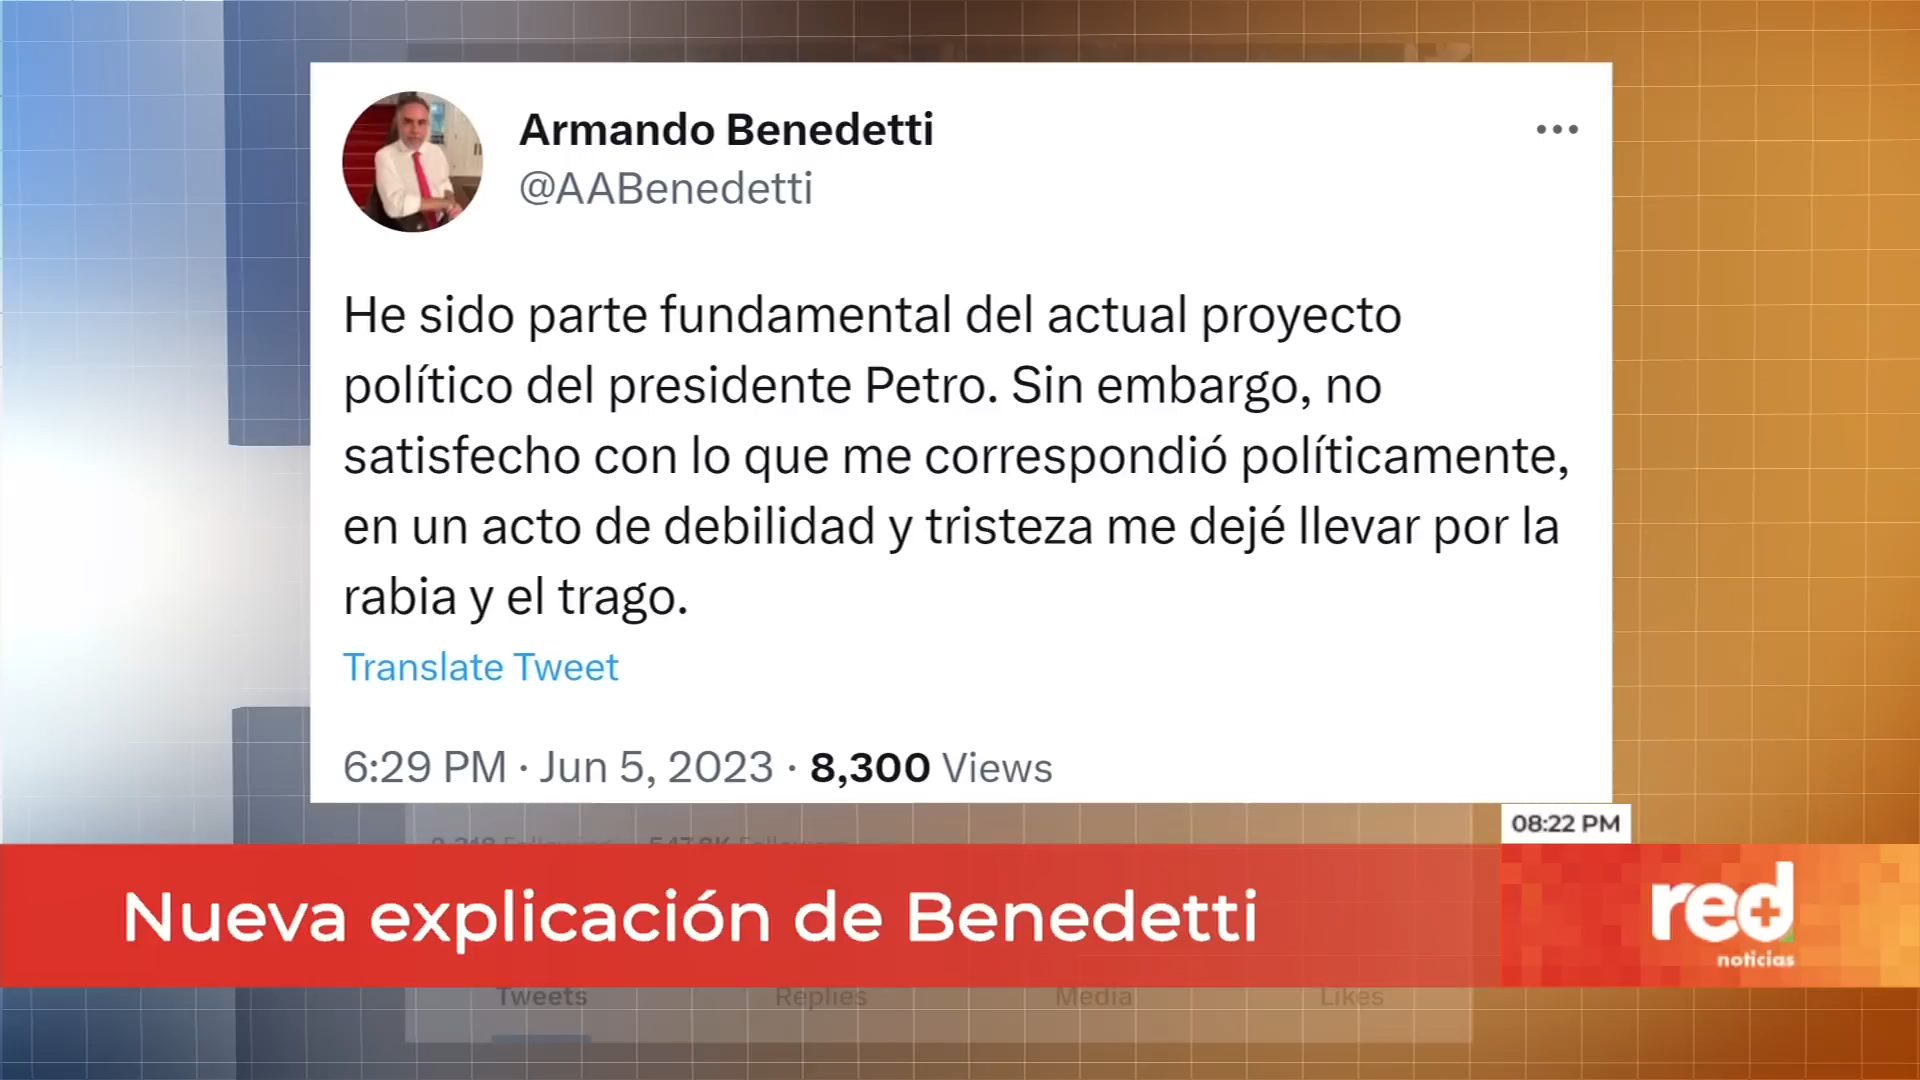 Armando Benedetti
@AABenedetti
He sido parte fundamental del actual proyecto
político del presidente Petro. Sin embargo, no
satisfecho con lo que me correspondió políticamente,
en un acto de debilidad y tristeza me dejé llevar por la
rabia y el trago.
Translate Tweet
6:29 PM · Jun 5, 2023 · 8,300 Views
08:22 PM
Nueva explicación de Benedetti
red+
noticias
Tweets Replies Media Likes